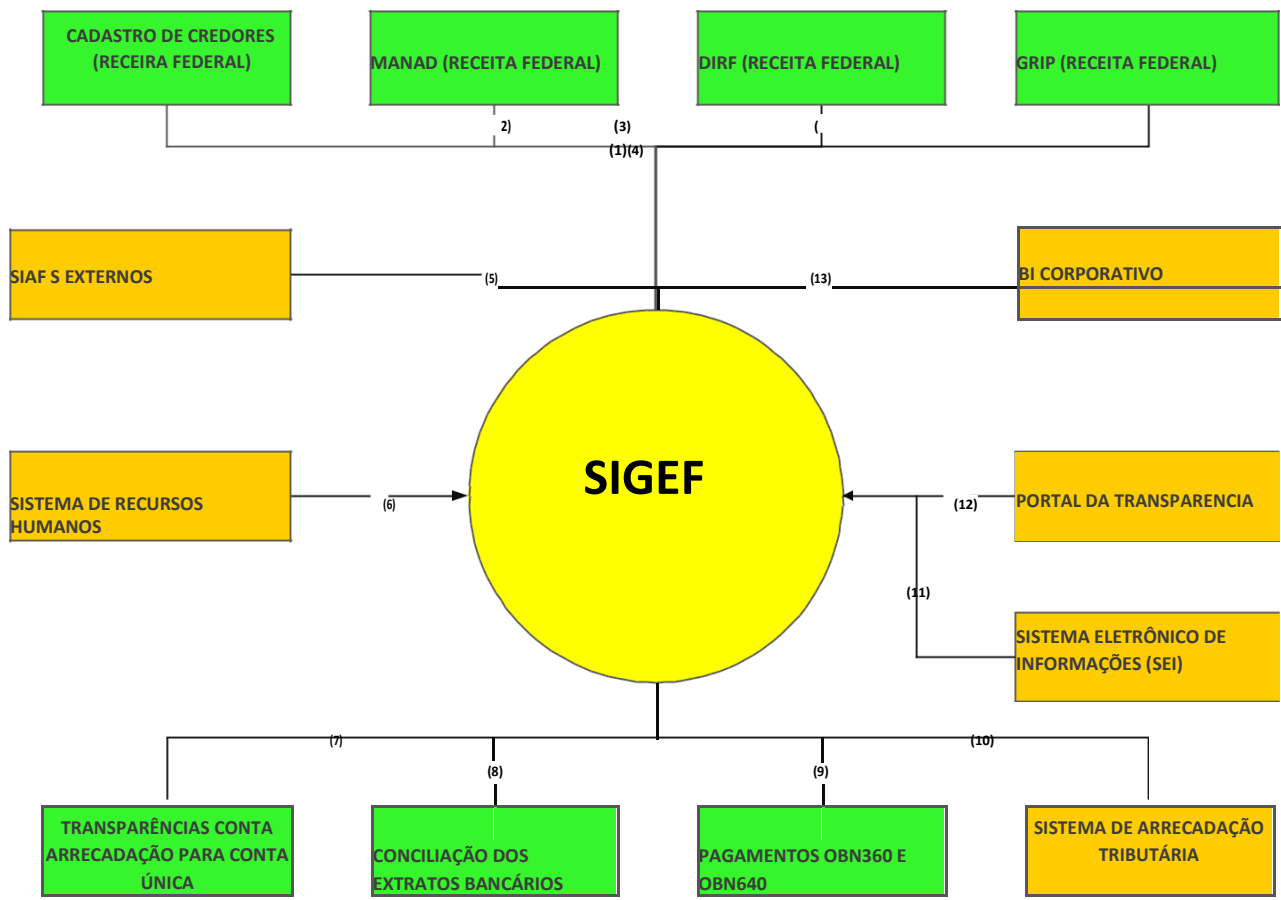 CADASTRO DE CREDORES
(RECEIRA FEDERAL)
MANAD (RECEITA FEDERAL)
DIRF (RECEITA FEDERAL)
GRIP (RECEITA FEDERAL)
2)
(3)
(
(1)(4)
SIAF S EXTERNOS
(5)
(13)
BI CORPORATIVO
SIGEF
SISTEMA DE RECURSOS
HUMANOS
(6)
(12)
PORTAL DA TRANSPARENCIA
(11)
SISTEMA ELETRÔNICO DE
INFORMAÇÕES (SEI)
(7)
(8)
(9)
(10)
TRANSPARÊNCIAS CONTA
ARRECADAÇÃO PARA CONTA
ÚNICA
CONCILIAÇÃO DOS
EXTRATOS BANCÁRIOS
PAGAMENTOS OBN360 E
OBN640
SISTEMA DE ARRECADAÇÃO
TRIBUTÁRIA